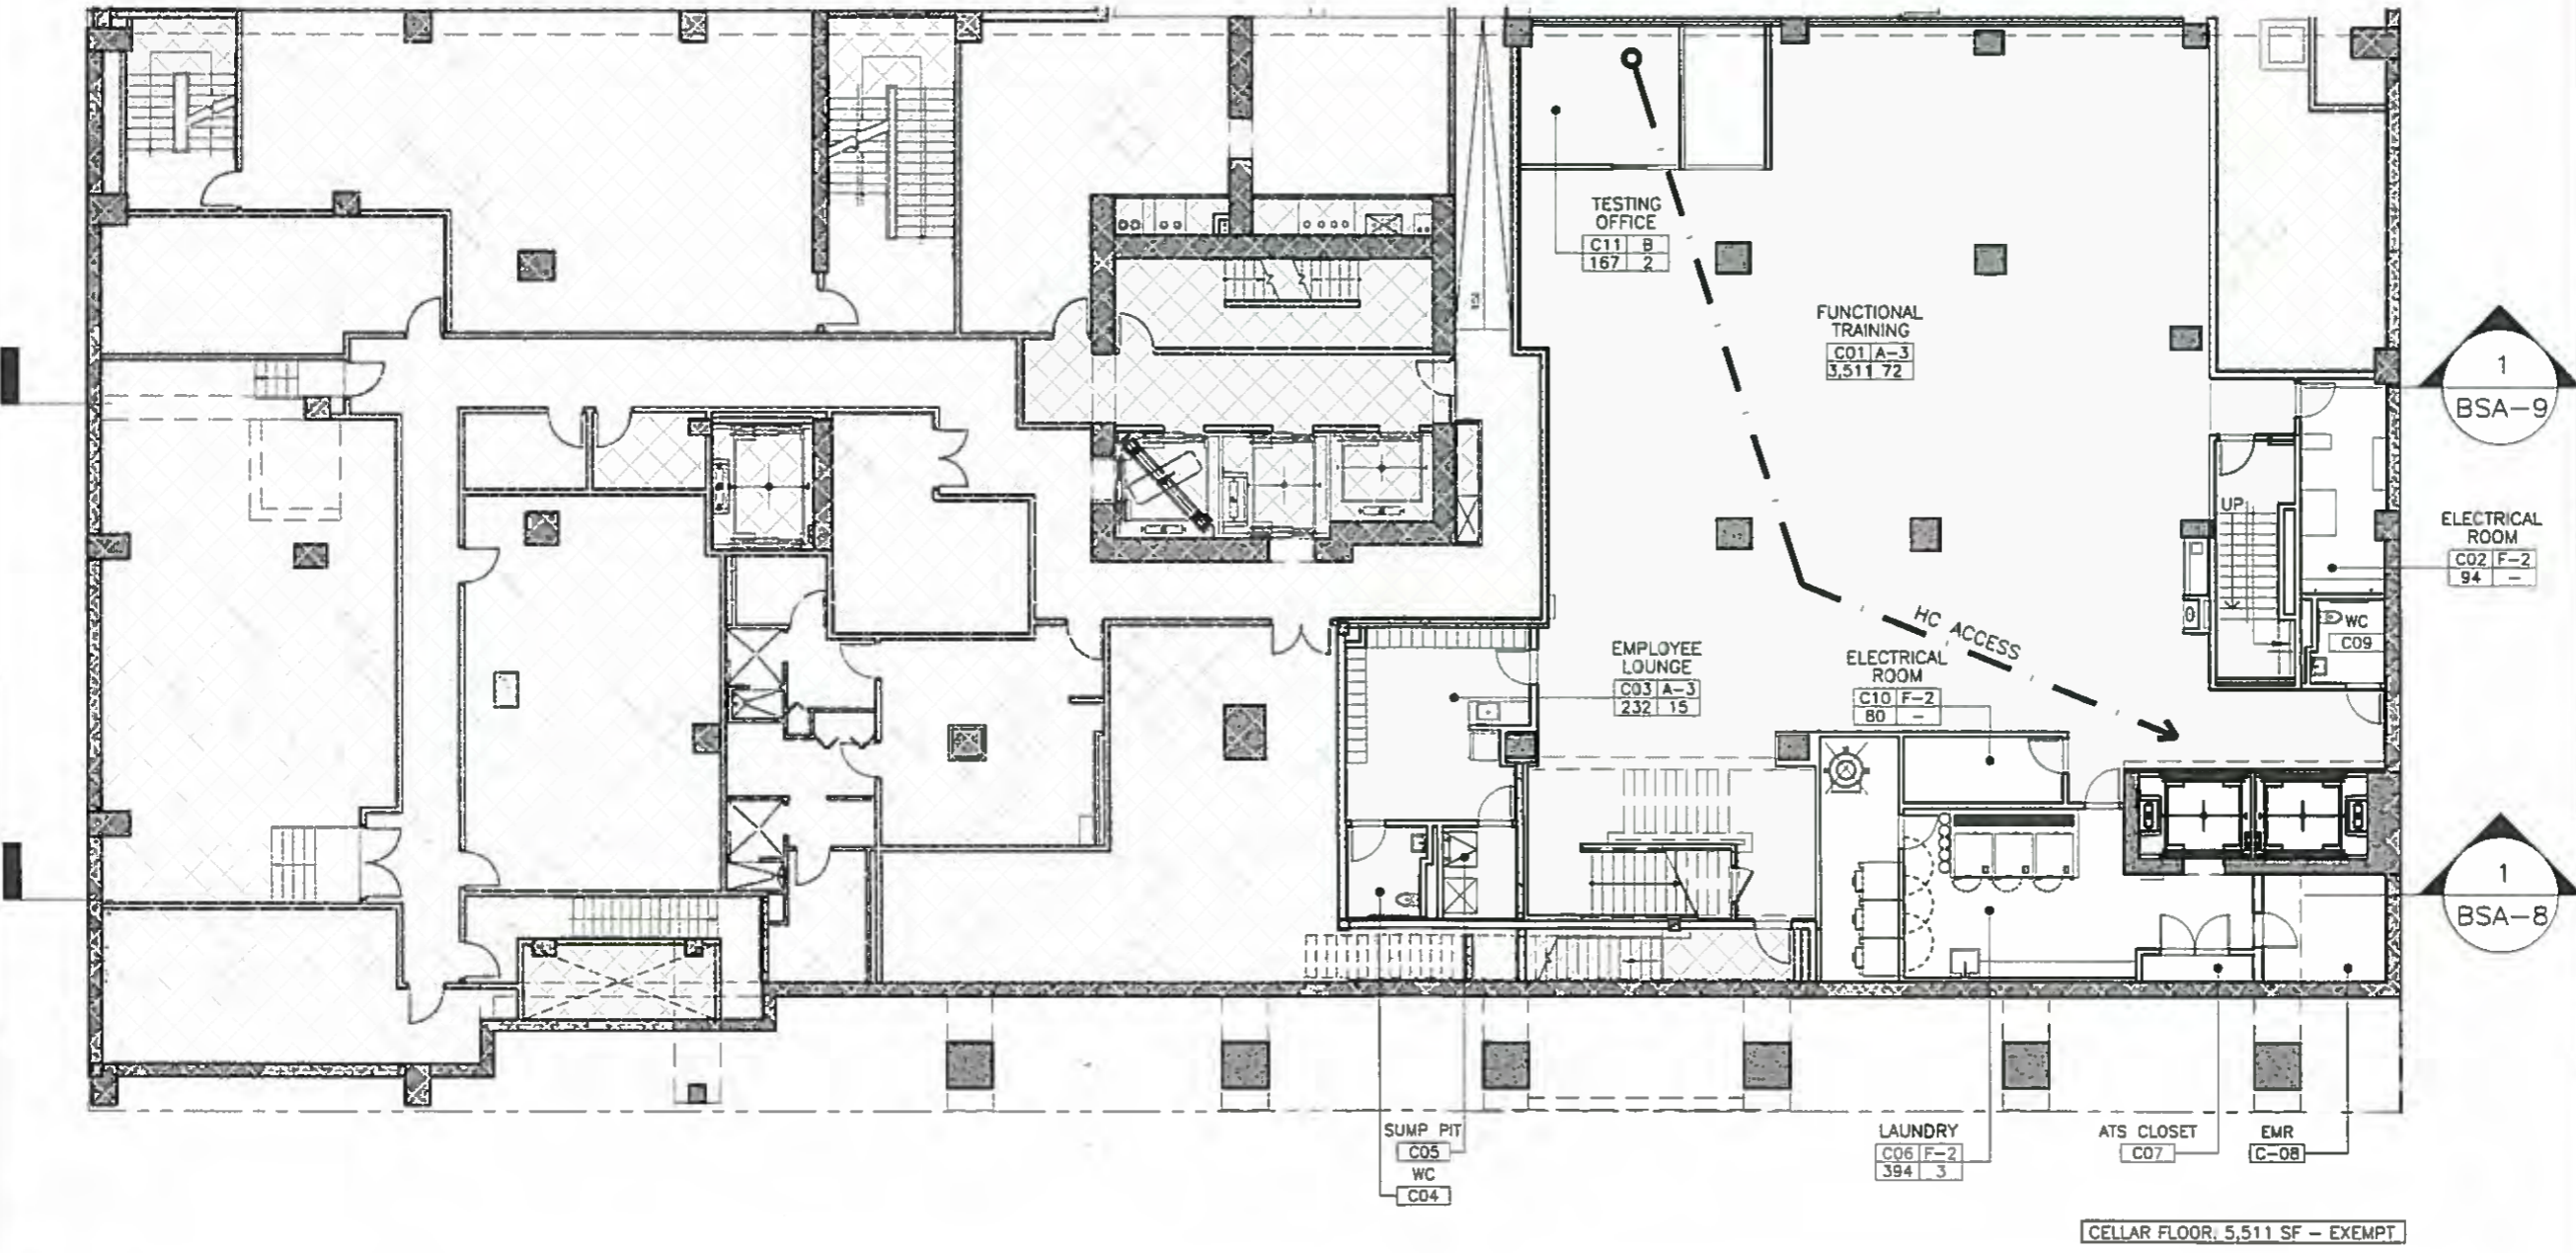 TESTING
OFFICE
C11 B
167 2
FUNCTIONAL
TRAINING
C01 A-3
3,511 72
1
BSA-9
UP
ELECTRICAL
ROOM
C02 F-2
94 -
WC
C09
HC ACCESS
EMPLOYEE
LOUNGE
C03 A-3
232 15
ELECTRICAL
ROOM
C10 F-2
80 -
1
BSA-8
SUMP PIT
C05
WC
C04
LAUNDRY
C06 F-2
394 3
ATS CLOSET
C07
EMR
C-08
CELLAR FLOOR: 5,511 SF - EXEMPT